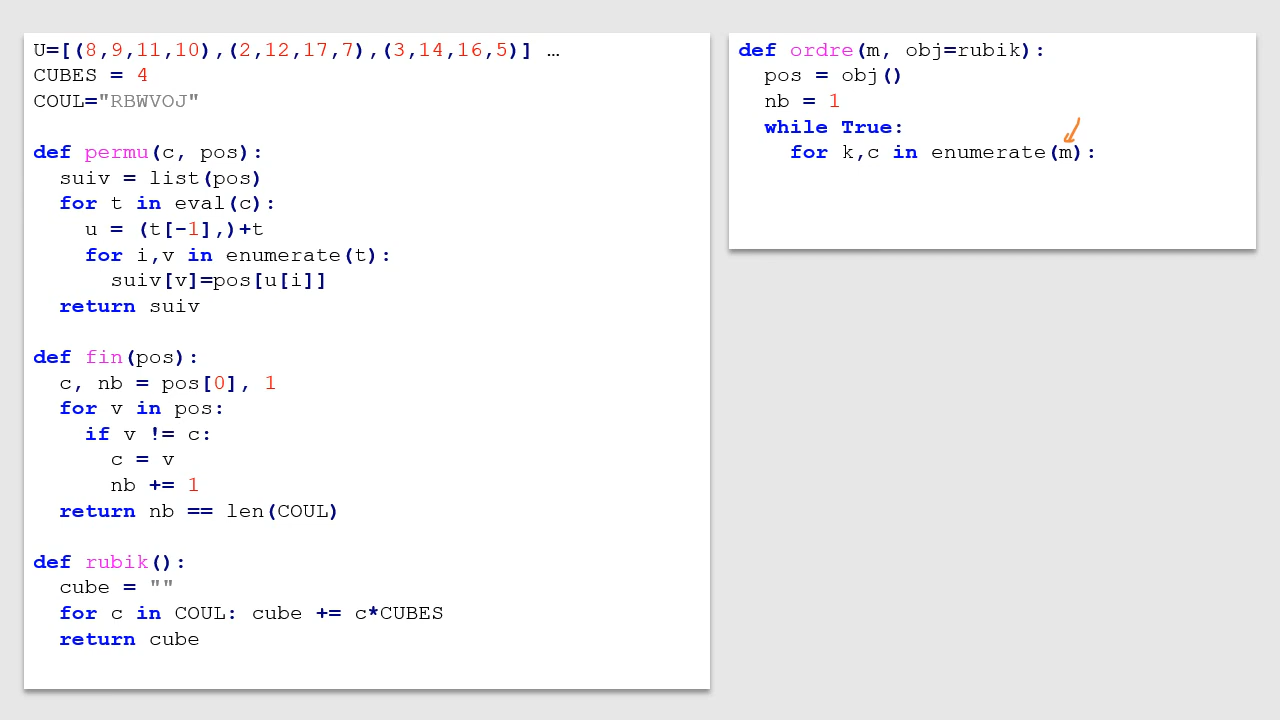 U=[(8,9,11,10),(2,12,17,7),(3,14,16,5)] …
CUBES = 4
COUL="RBWVOJ"
def permu(c, pos):
  suiv = list(pos)
  for t in eval(c):
    u = (t[-1],)+t
    for i,v in enumerate(t):
      suiv[v]=pos[u[i]]
  return suiv
def fin(pos):
  c, nb = pos[0], 1
  for v in pos:
    if v != c:
      c = v
      nb += 1
  return nb == len(COUL)
def rubik():
  cube = ""
  for c in COUL: cube += c*CUBES
  return cube
def ordre(m, obj=rubik):
  pos = obj()
  nb = 1
  while True:
    for k,c in enumerate(m):